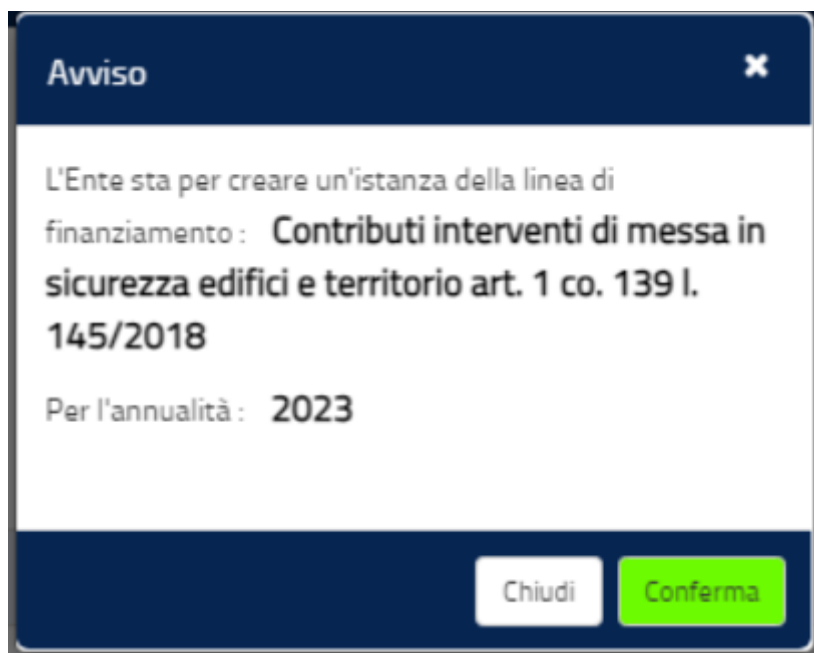 Avviso
L'Ente sta per creare un'istanza della linea di
finanziamento : Contributi interventi di messa in
sicurezza edifici e territorio art. 1 co. 139 l.
145/2018
Per l'annualità : 2023
Chiudi Conferma